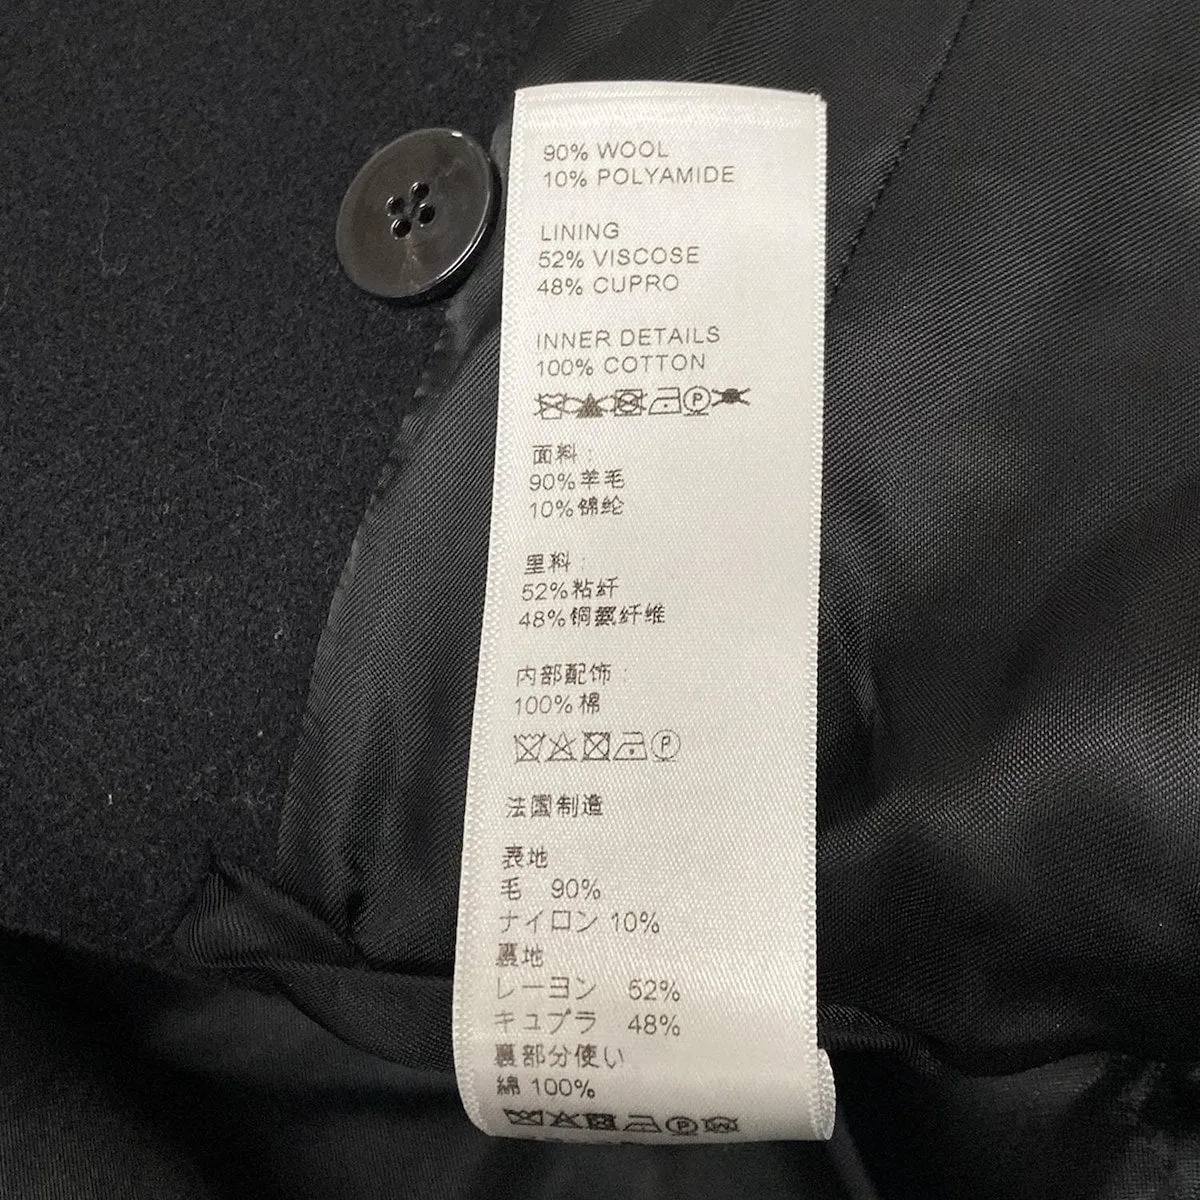 90% WOOL
10% POLYAMIDE
LINING
52% VISCOSE
48% CUPRO
INNER DETAILS
100% COTTON
P
面料：
90%羊毛
10%锦纶
里料：
52%粘纤
48%铜氨纤维
内部配饰：
100%棉
P
法国制造
表地
毛 90%
ナイロン 10%
裏地
レーヨン 52%
キュプラ 48%
裏部分使い
綿 100%
P W